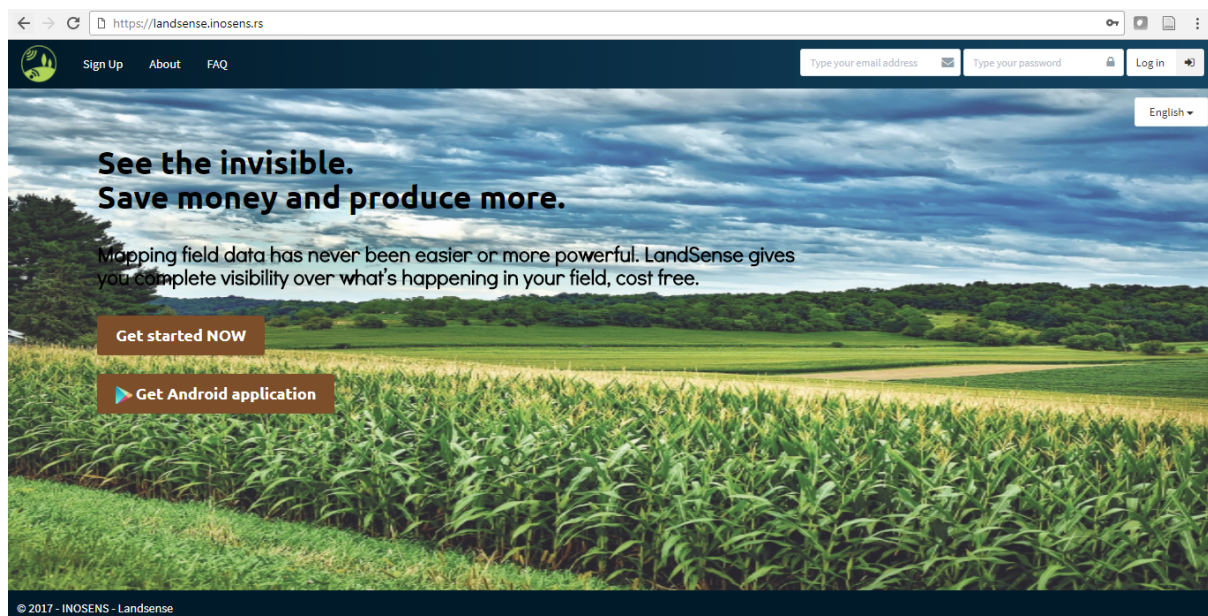 https://landsense.inosens.rs
Sign Up About FAQ Type your email address Type your password Log in
English
See the invisible.
Save money and produce more.
Mapping field data has never been easier or more powerful. LandSense gives
you complete visibility over what's happening in your field, cost free.
Get started NOW
Get Android application
© 2017 - INOSENS - Landsense